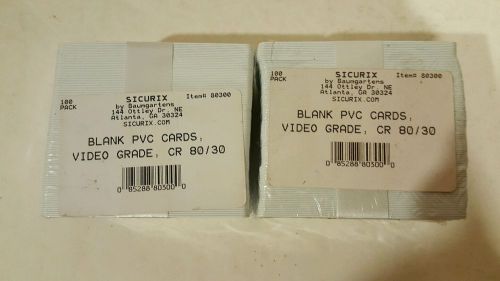 100
PACK
SICURIX
Item# 80300
by Baumgartens
144 Ottley Dr. NE
Atlanta, GA 30324
SICURIX.COM
BLANK PVC CARDS,
VIDEO GRADE, CR 80/30
0 85288 80300 0
100
PACK
SICURIX
Item# 80300
by Baumgartens
144 Ottley Dr. NE
Atlanta, GA 30324
SICURIX.COM
BLANK PVC CARDS,
VIDEO GRADE, CR 80/30
0 85288 80300 0